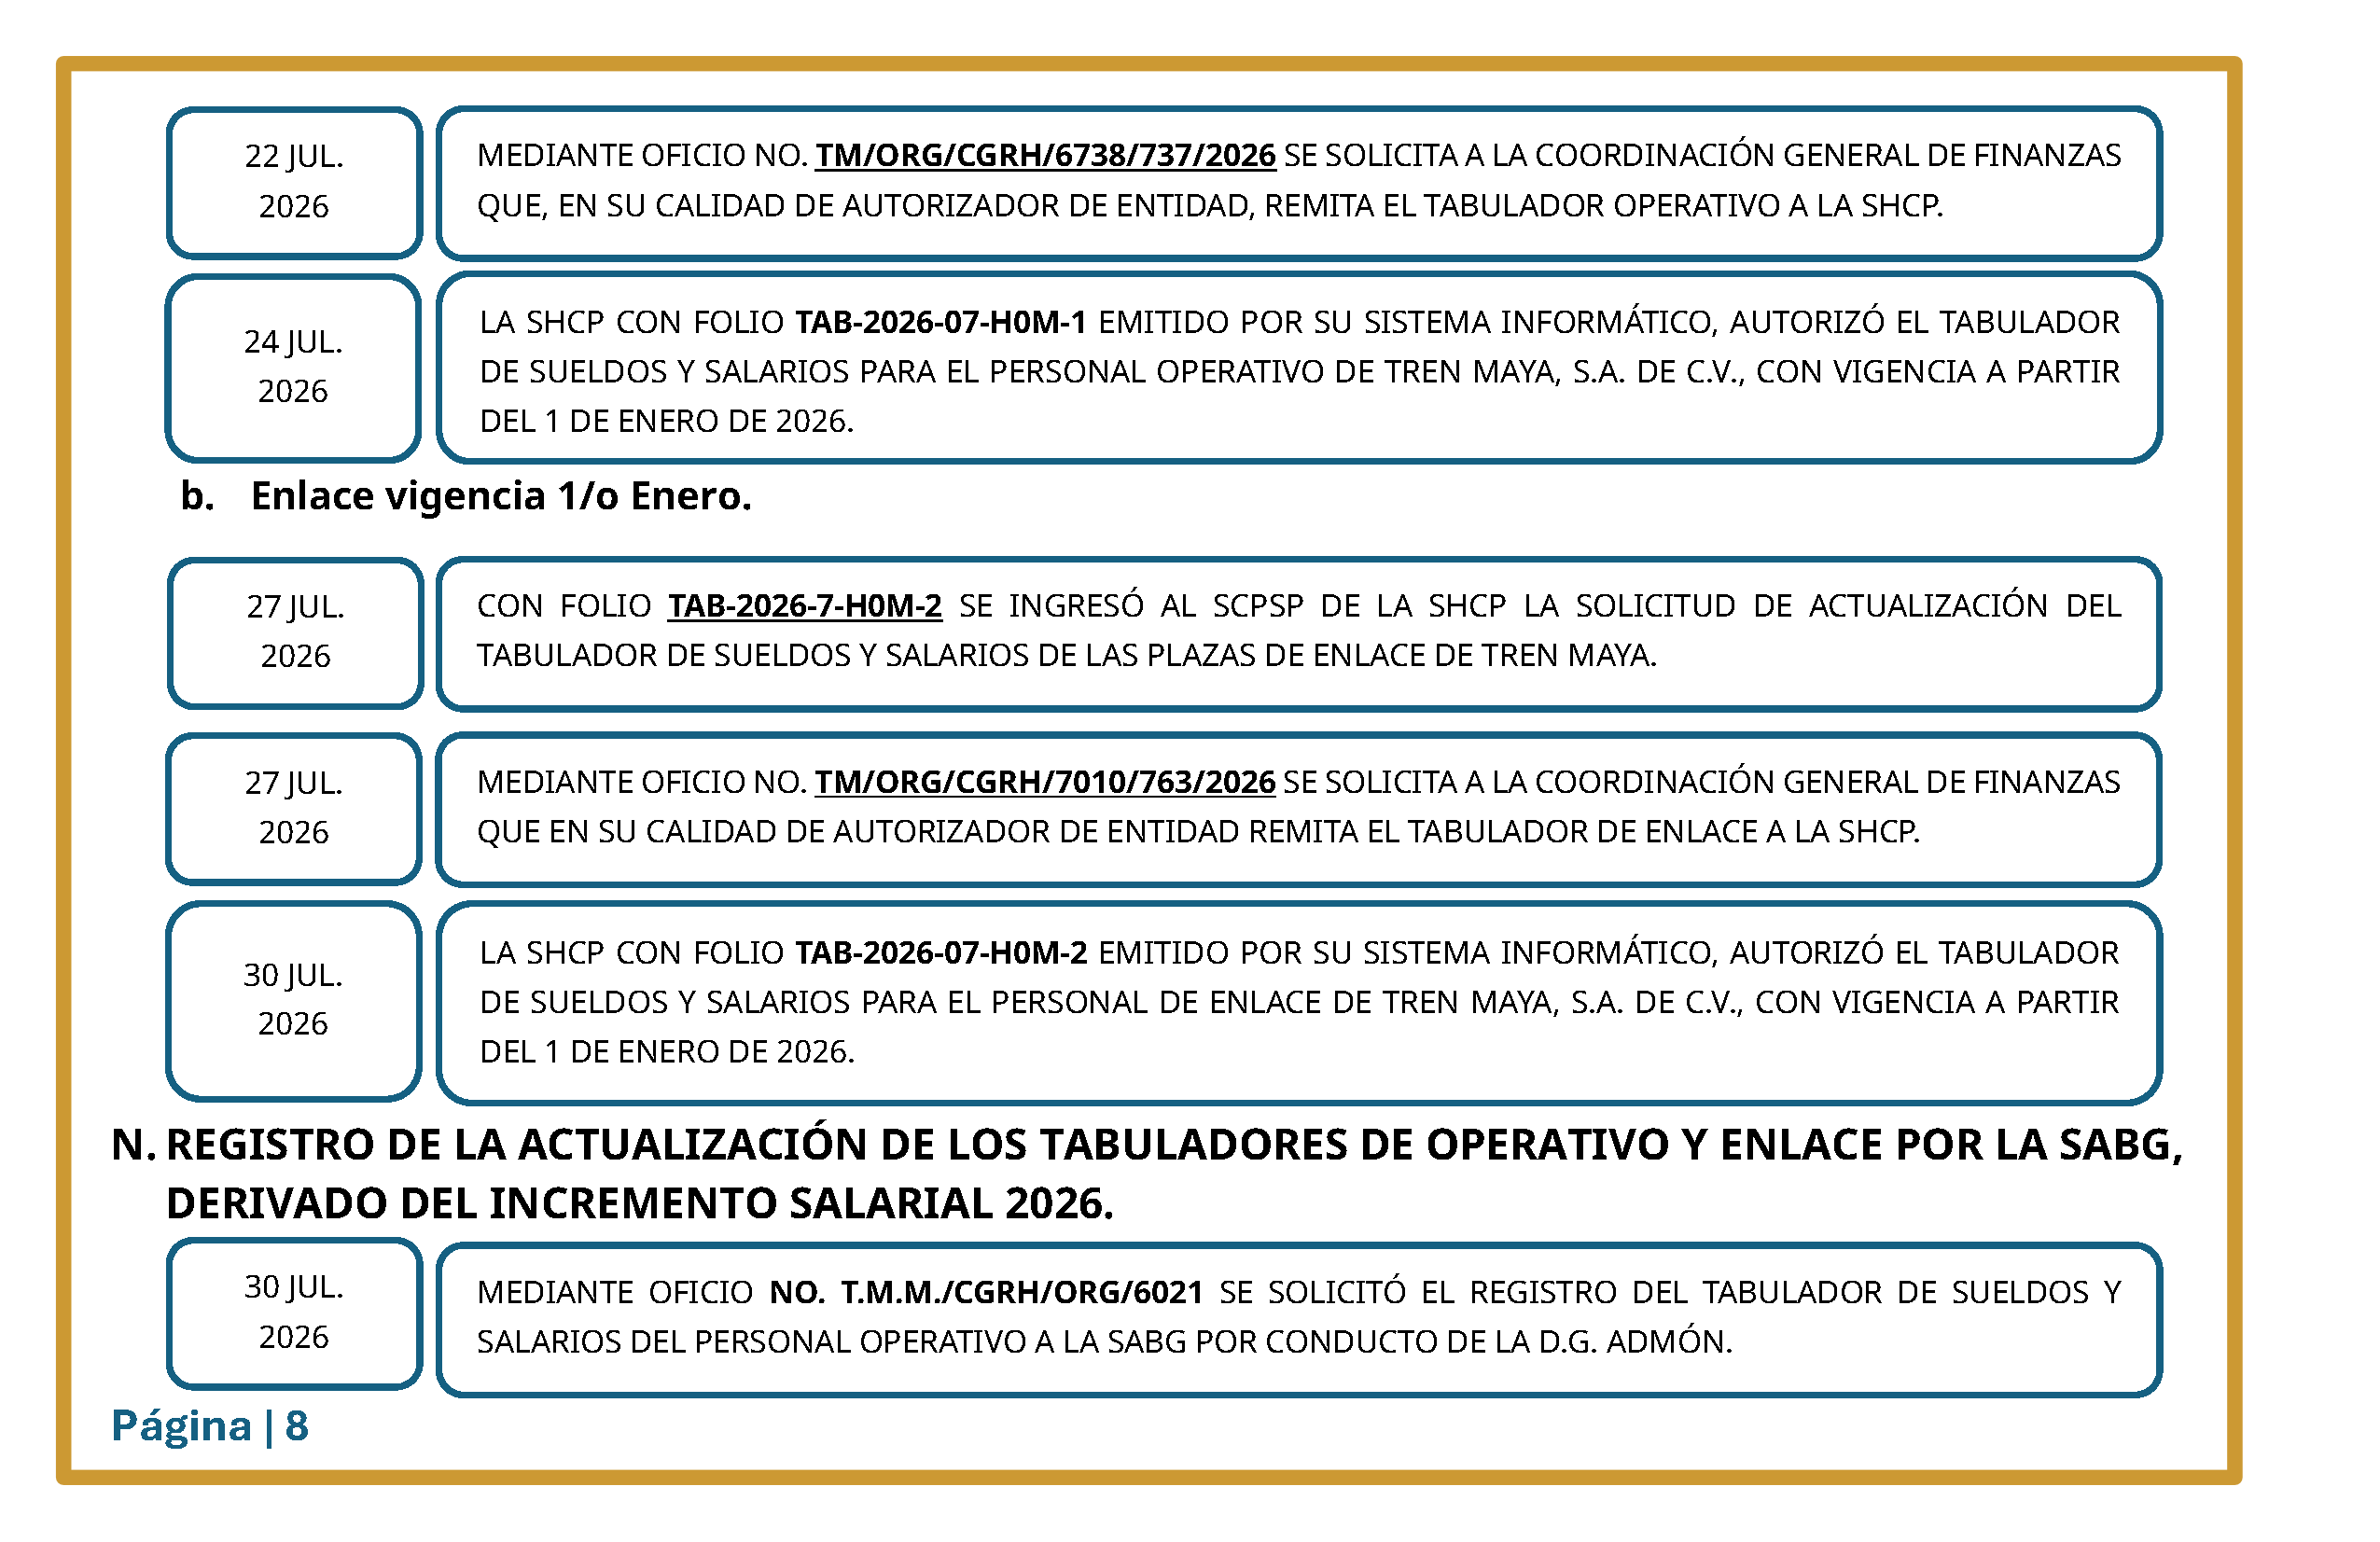 22 JUL.
2026
MEDIANTE OFICIO NO. TM/ORG/CGRH/6738/737/2026 SE SOLICITA A LA COORDINACIÓN GENERAL DE FINANZAS
QUE, EN SU CALIDAD DE AUTORIZADOR DE ENTIDAD, REMITA EL TABULADOR OPERATIVO A LA SHCP.
24 JUL.
2026
LA SHCP CON FOLIO TAB-2026-07-H0M-1 EMITIDO POR SU SISTEMA INFORMÁTICO, AUTORIZÓ EL TABULADOR
DE SUELDOS Y SALARIOS PARA EL PERSONAL OPERATIVO DE TREN MAYA, S.A. DE C.V., CON VIGENCIA A PARTIR
DEL 1 DE ENERO DE 2026.
b. Enlace vigencia 1/o Enero.
27 JUL.
2026
CON FOLIO TAB-2026-7-H0M-2 SE INGRESÓ AL SCPSP DE LA SHCP LA SOLICITUD DE ACTUALIZACIÓN DEL
TABULADOR DE SUELDOS Y SALARIOS DE LAS PLAZAS DE ENLACE DE TREN MAYA.
27 JUL.
2026
MEDIANTE OFICIO NO. TM/ORG/CGRH/7010/763/2026 SE SOLICITA A LA COORDINACIÓN GENERAL DE FINANZAS
QUE EN SU CALIDAD DE AUTORIZADOR DE ENTIDAD REMITA EL TABULADOR DE ENLACE A LA SHCP.
30 JUL.
2026
LA SHCP CON FOLIO TAB-2026-07-H0M-2 EMITIDO POR SU SISTEMA INFORMÁTICO, AUTORIZÓ EL TABULADOR
DE SUELDOS Y SALARIOS PARA EL PERSONAL DE ENLACE DE TREN MAYA, S.A. DE C.V., CON VIGENCIA A PARTIR
DEL 1 DE ENERO DE 2026.
N. REGISTRO DE LA ACTUALIZACIÓN DE LOS TABULADORES DE OPERATIVO Y ENLACE POR LA SABG,
DERIVADO DEL INCREMENTO SALARIAL 2026.
30 JUL.
2026
MEDIANTE OFICIO NO. T.M.M./CGRH/ORG/6021 SE SOLICITÓ EL REGISTRO DEL TABULADOR DE SUELDOS Y
SALARIOS DEL PERSONAL OPERATIVO A LA SABG POR CONDUCTO DE LA D.G. ADMÓN.
Página | 8